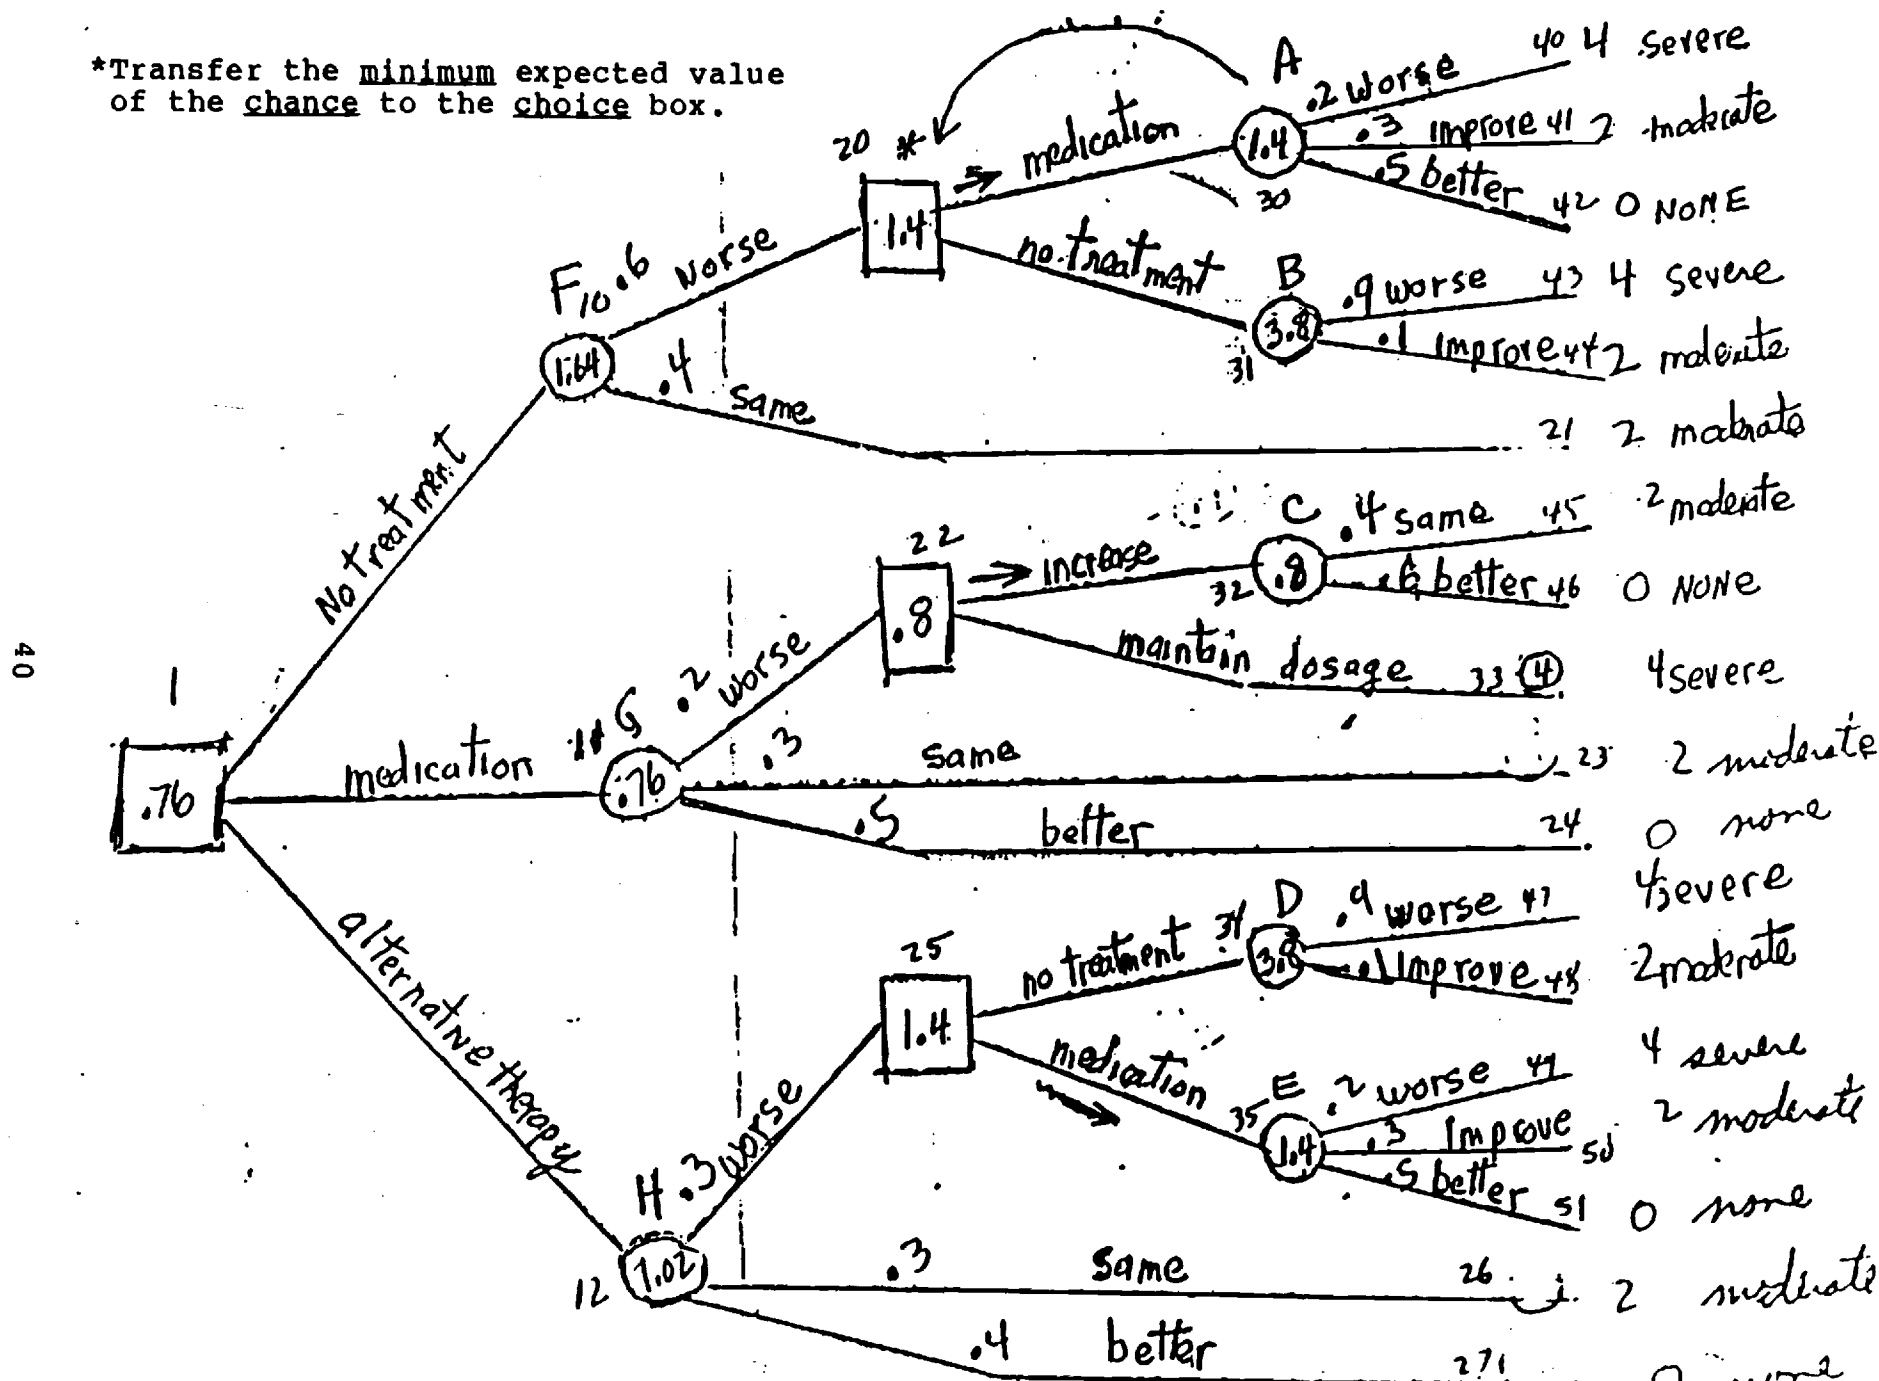 *Transfer the minimum expected value
of the chance to the choice box.
A
.2 worse 40 4 severe
.3 improve 41 2 moderate
.5 better 42 0 NONE
20 *
1.4
medication
1.4
30
no treatment
B
3.8
31
.9 worse 43 4 severe
.1 improve 44 2 moderate
F 10 .6 worse
1.64
.4 same 21 2 moderate
No treatment
22
.8
increase
32
C
.8
.4 same 45 2 moderate
.6 better 46 0 NONE
maintain dosage 33 4 4 severe
40
1
.76
medication
G
.76
.2 worse
.3 same 23 2 moderate
.5 better 24 0 none
25
1.4
no treatment 34
D
3.8
.9 worse 47 4 severe
.1 improve 48 2 moderate
medication
35
E
1.4
.2 worse 49 4 severe
.3 improve 50 2 moderate
.5 better 51 0 none
alternative therapy
H .3 worse
12
1.02
.3 same 26 2 moderate
.4 better 27
none